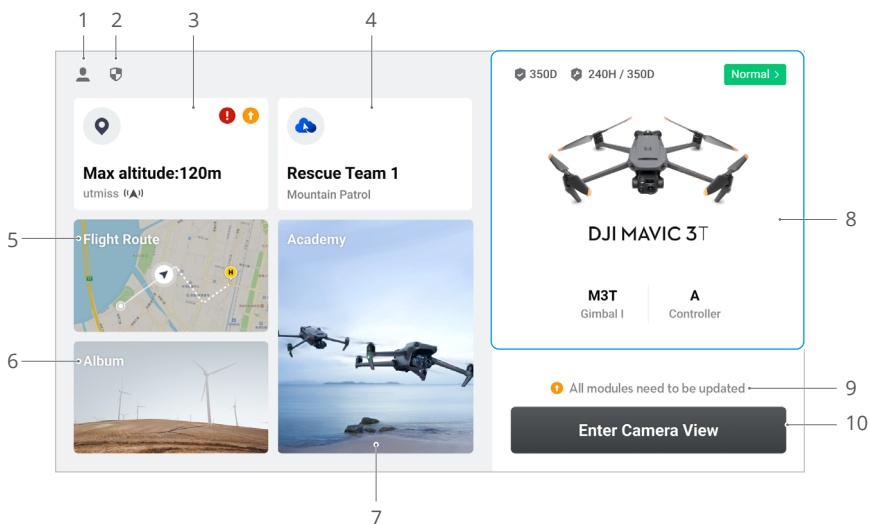 1
2
3
4
350D
240H / 350D
Normal >
Max altitude:120m
utmiss
Rescue Team 1
Mountain Patrol
5
Flight Route
H
Academy
8
DJI MAVIC 3T
M3T
Gimbal I
A
Controller
6
Album
All modules need to be updated
9
Enter Camera View
10
7